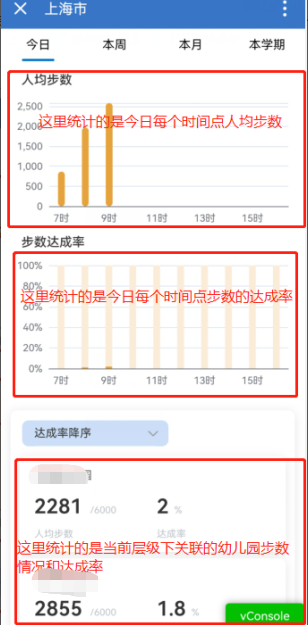 上海市
今日 本周 本月 本学期
人均步数
2,500
这里统计的是今日每个时间点人均步数
2,000
1,500
1,000
500
0
7时 9时 11时 13时 15时
步数达成率
100%
80%
这里统计的是今日每个时间点步数的达成率
60%
40%
20%
0%
7时 9时 11时 13时 15时
达成率降序
2281 /6000 2 %
人均步数 达成率
这里统计的是当前层级下关联的幼儿园步数
情况和达成率
2855 /6000 1.8 %
vConsole